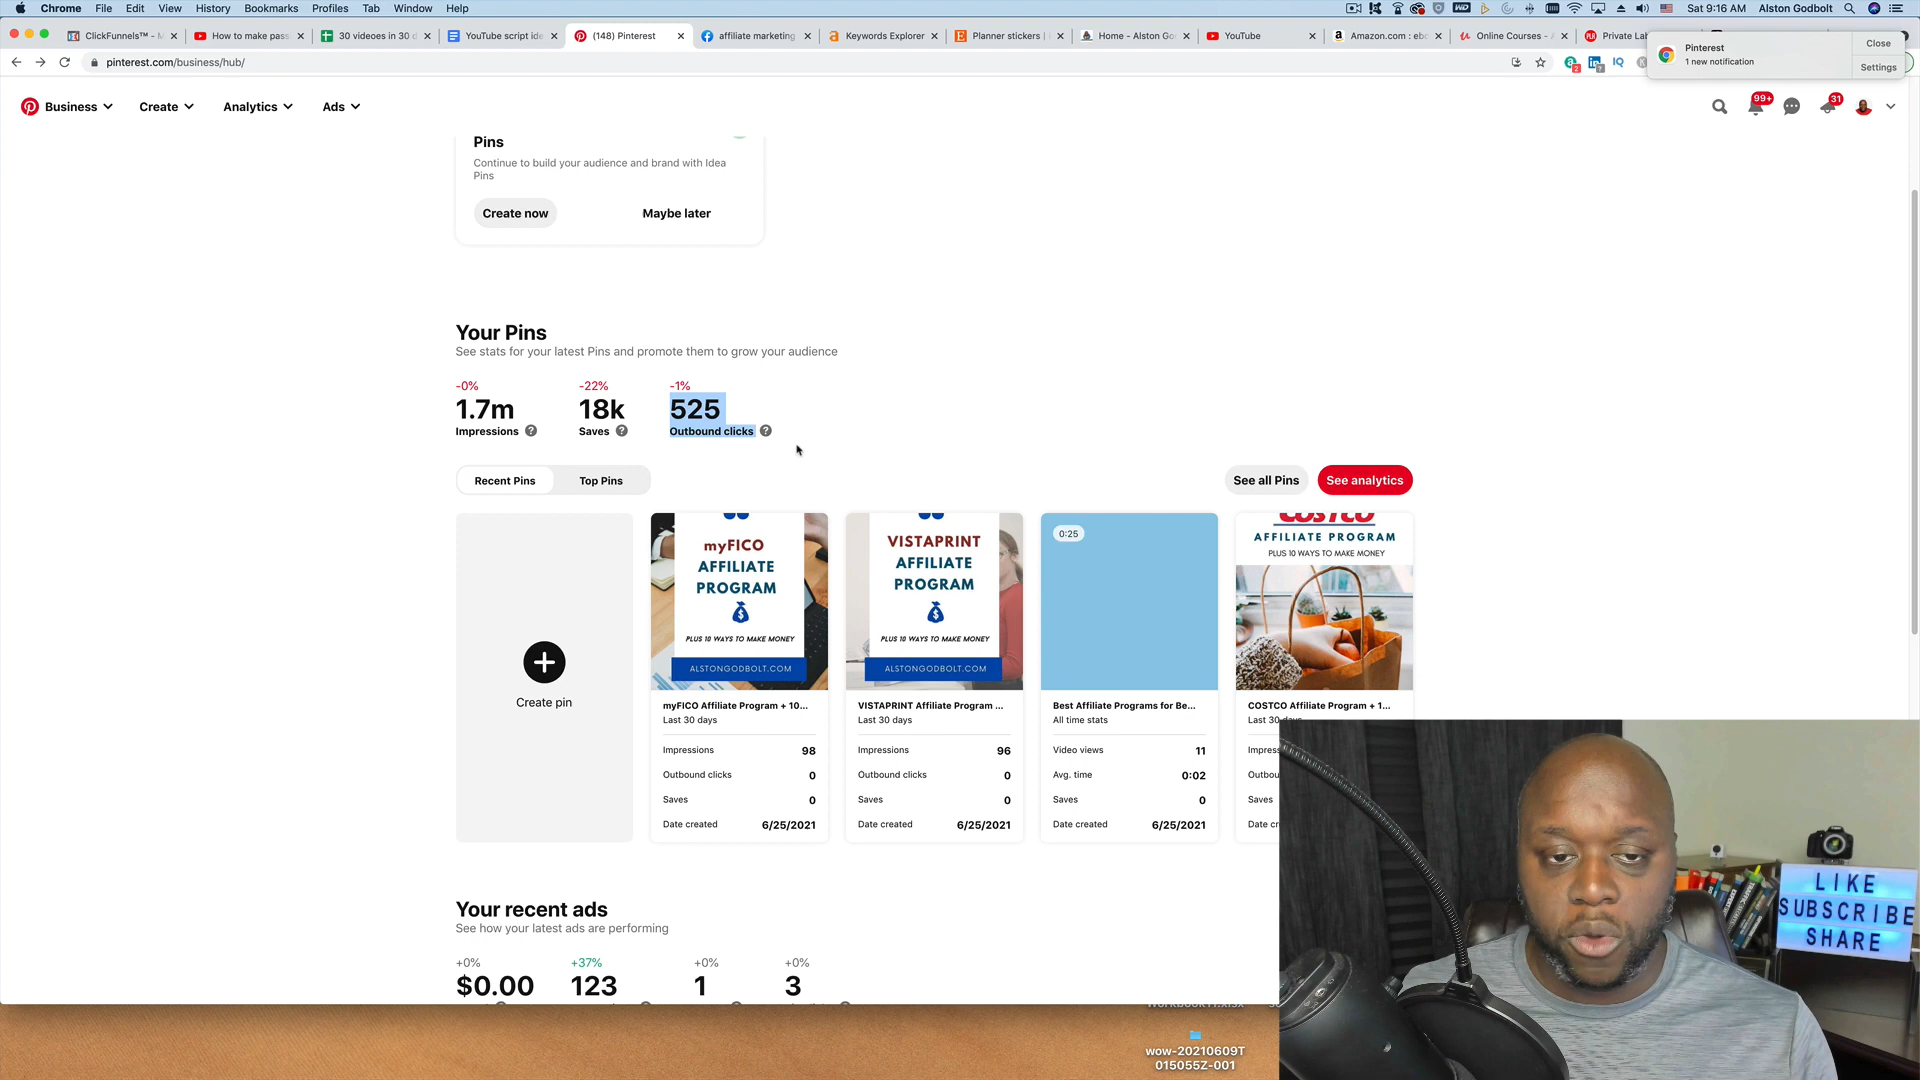 Chrome File Edit View History Bookmarks Profiles Tab Window Help
Sat 9:16 AM Alston Godbolt
ClickFunnels™ - M
How to make pass
30 videoes in 30 d
YouTube script ide
(148) Pinterest
affiliate marketing
Keywords Explorer
Planner stickers |
Home - Alston Go
YouTube
Amazon.com : eb
Online Courses - A
Private Lab
pinterest.com/business/hub/
Pinterest
1 new notification
Close
Settings
Business Create Analytics Ads
99+
31
Pins
Continue to build your audience and brand with Idea
Pins
Create now Maybe later
Your Pins
See stats for your latest Pins and promote them to grow your audience
-0% -22% -1%
1.7m 18k 525
Impressions Saves Outbound clicks
Recent Pins Top Pins
See all Pins See analytics
Create pin
myFICO
AFFILIATE
PROGRAM
PLUS 10 WAYS TO MAKE MONEY
ALSTONGODBOLT.COM
myFICO Affiliate Program + 10...
Last 30 days
Impressions 98
Outbound clicks 0
Saves 0
Date created 6/25/2021
VISTAPRINT
AFFILIATE
PROGRAM
PLUS 10 WAYS TO MAKE MONEY
ALSTONGODBOLT.COM
VISTAPRINT Affiliate Program ...
Last 30 days
Impressions 96
Outbound clicks 0
Saves 0
Date created 6/25/2021
0:25
Best Affiliate Programs for Be...
All time stats
Video views 11
Avg. time 0:02
Saves 0
Date created 6/25/2021
COSTCO
AFFILIATE PROGRAM
PLUS 10 WAYS TO MAKE MONEY
COSTCO Affiliate Program + 1...
Last 30 days
Impress
Outbou
Saves
Date cr
Your recent ads
See how your latest ads are performing
+0% +37% +0% +0%
$0.00 123 1 3
wow-20210609T
015055Z-001
LIKE
SUBSCRIBE
SHARE